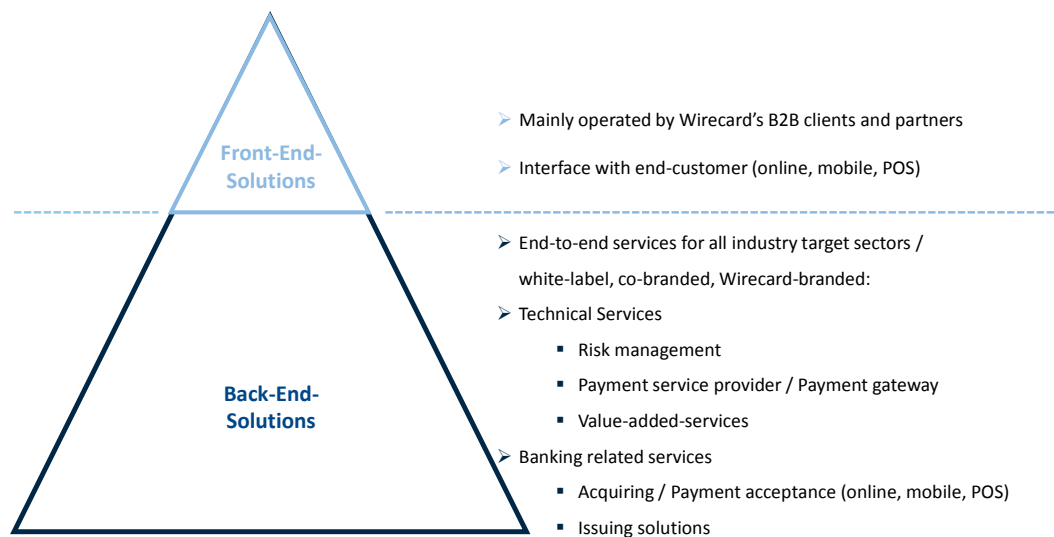 Front-End-
Solutions
➢ Mainly operated by Wirecard’s B2B clients and partners
➢ Interface with end-customer (online, mobile, POS)
Back-End-
Solutions
➢ End-to-end services for all industry target sectors /
white-label, co-branded, Wirecard-branded:
➢ Technical Services
▪ Risk management
▪ Payment service provider / Payment gateway
▪ Value-added-services
➢ Banking related services
▪ Acquiring / Payment acceptance (online, mobile, POS)
▪ Issuing solutions